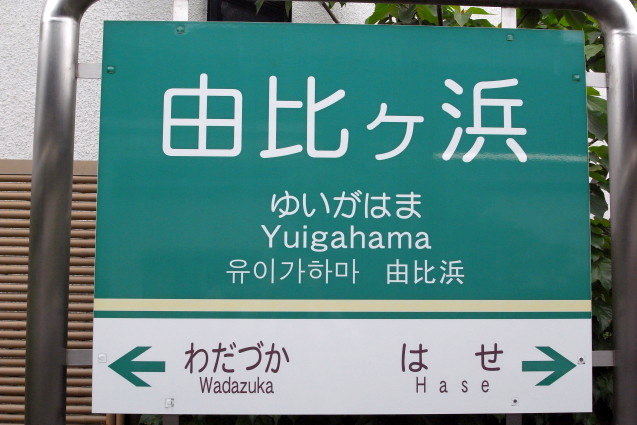 由比ヶ浜
ゆいがはま
Yuigahama
유이가하마 由比浜
わだづか は せ
Wadazuka Hase